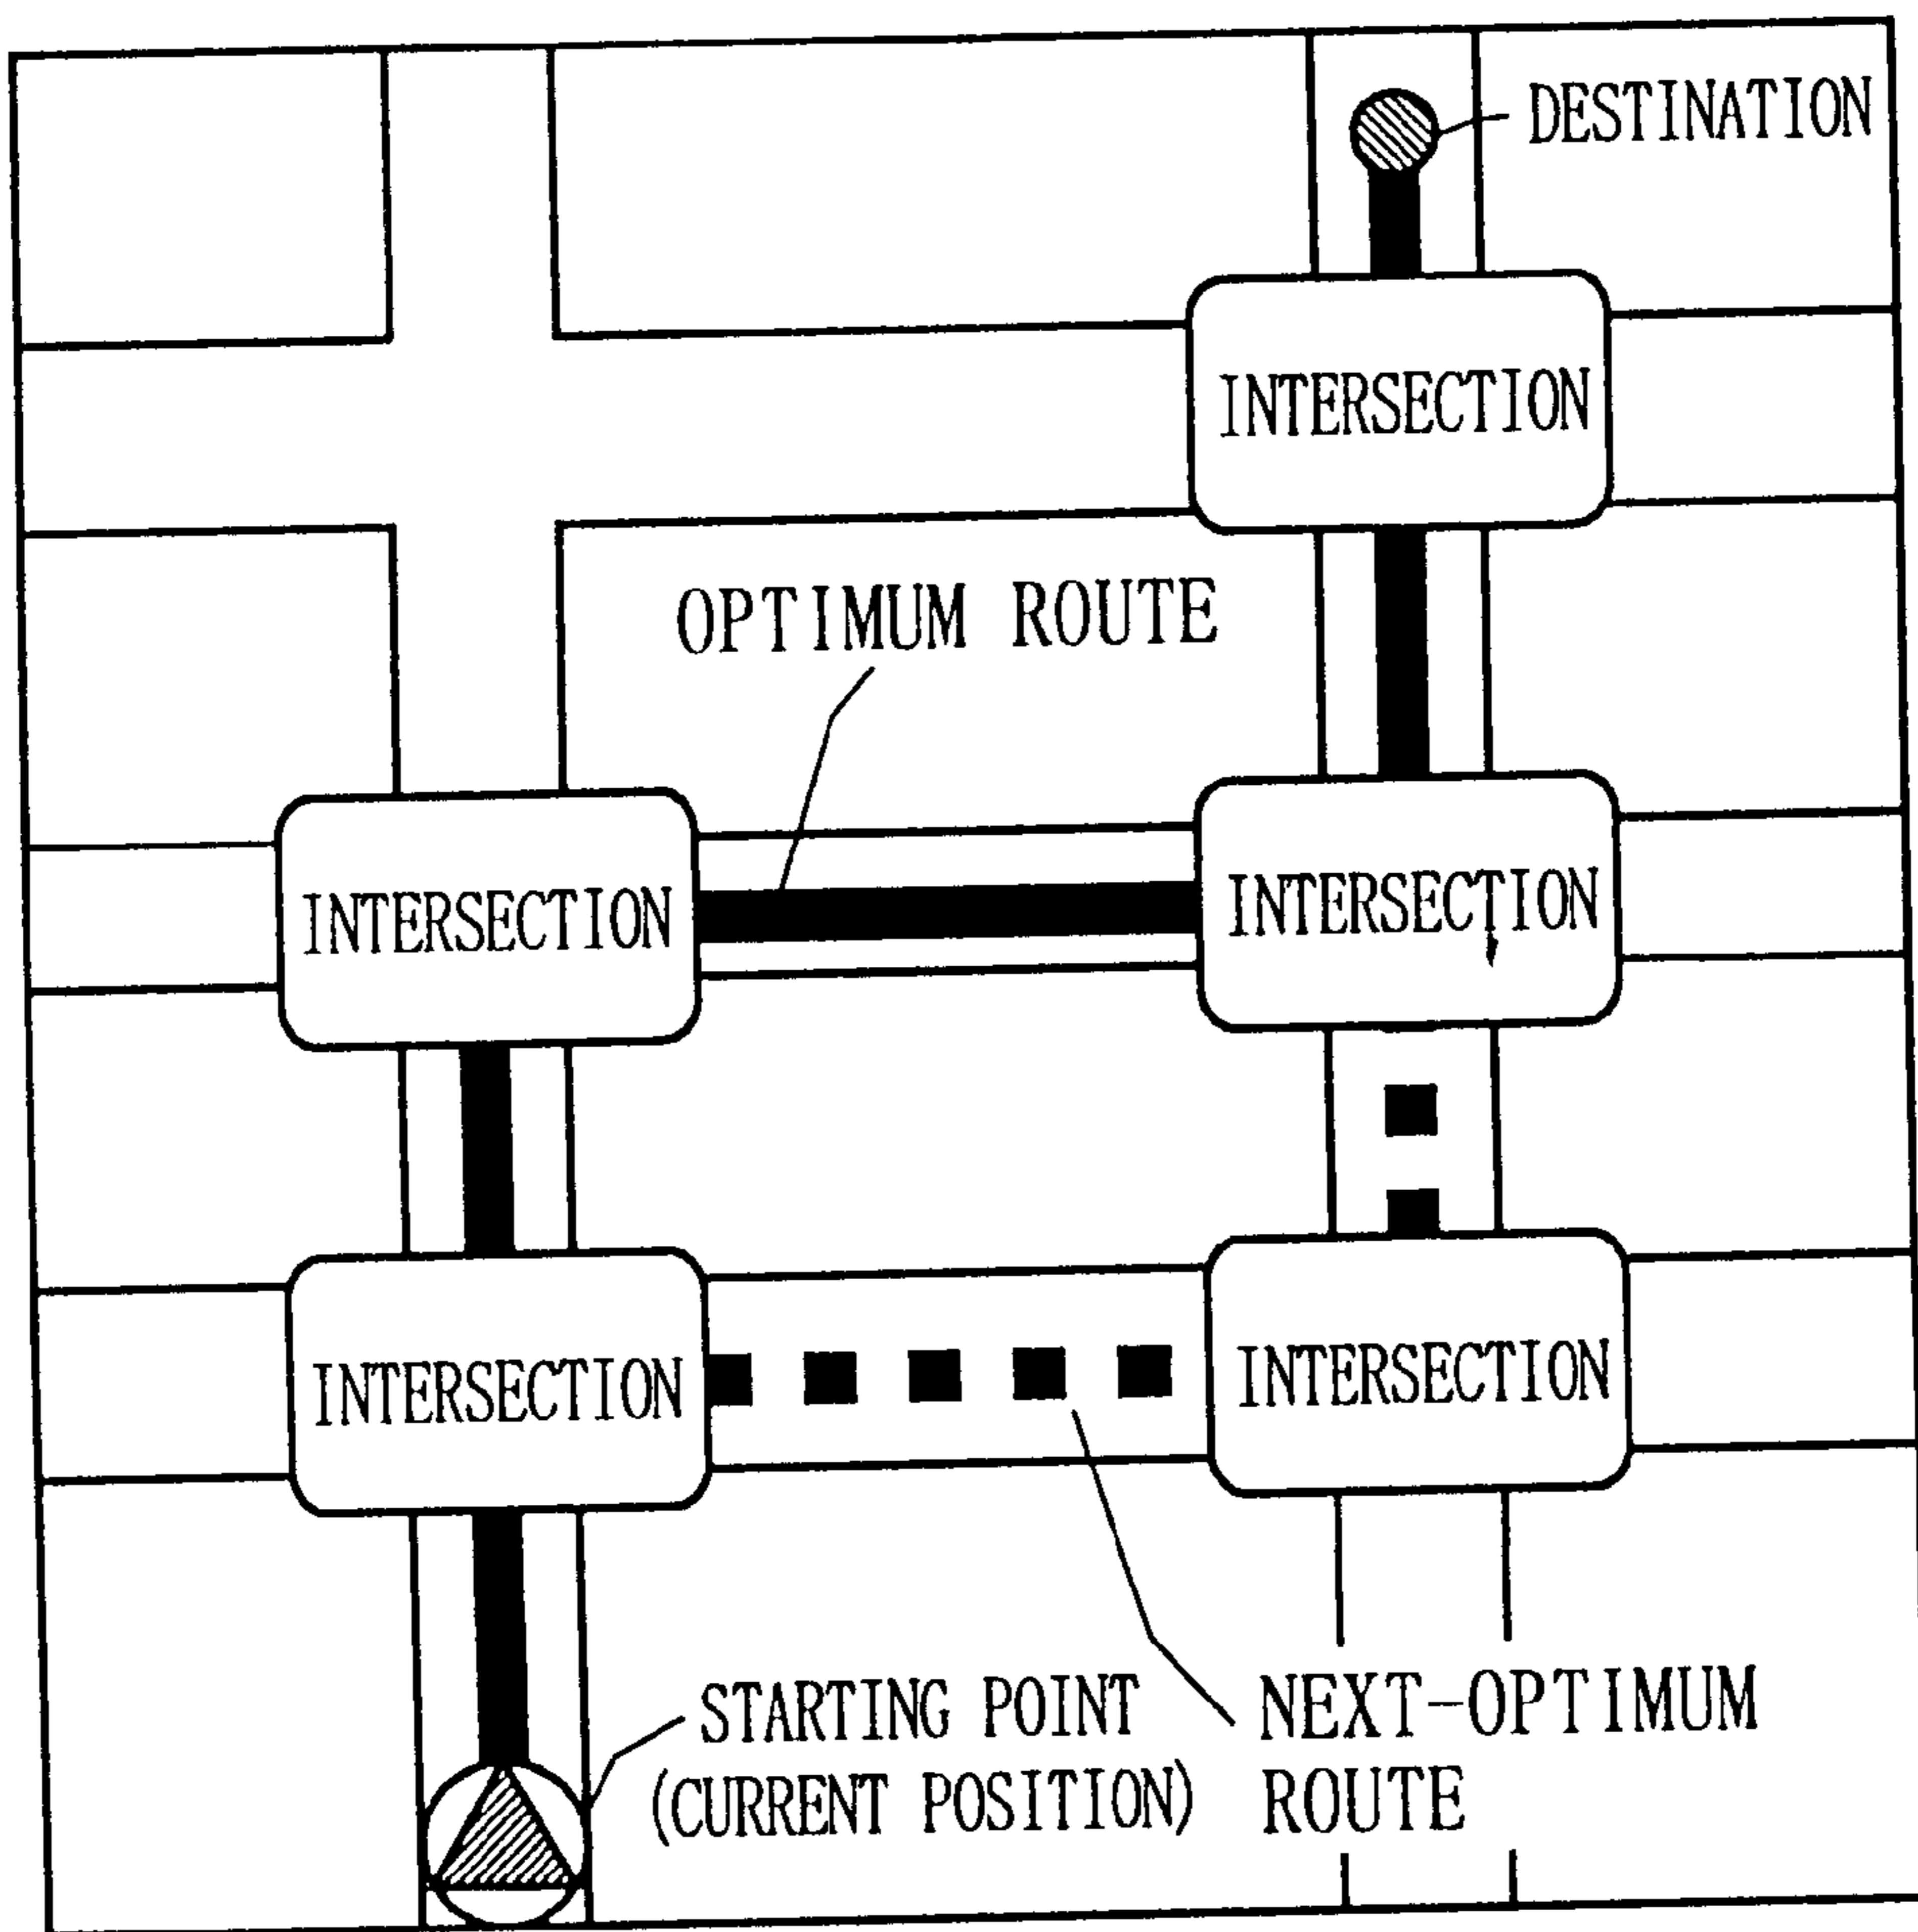 DESTINATION
INTERSECTION
OPTIMUM ROUTE
INTERSECTION
INTERSECTION
INTERSECTION
INTERSECTION
STARTING POINT
(CURRENT POSITION)
NEXT-OPTIMUM
ROUTE